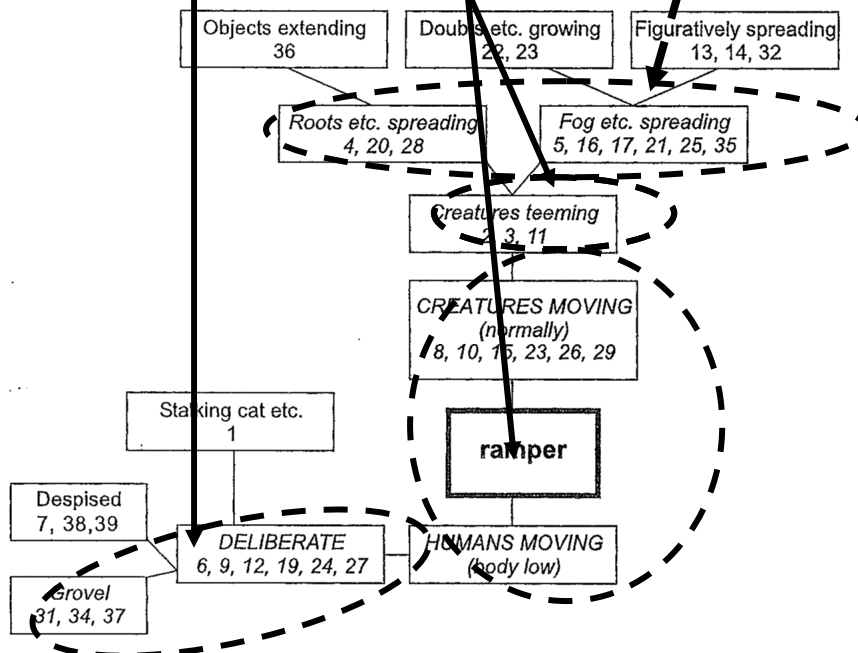 Objects extending
36
Doubts etc. growing
22, 23
Figuratively spreading
13, 14, 32
Roots etc. spreading
4, 20, 28
Fog etc. spreading
5, 16, 17, 21, 25, 35
Creatures teeming
2, 3, 11
CREATURES MOVING
(normally)
8, 10, 15, 23, 26, 29
Stalking cat etc.
1
ramper
Despised
7, 38,39
DELIBERATE
6, 9, 12, 19, 24, 27
HUMANS MOVING
(body low)
Grovel
31, 34, 37